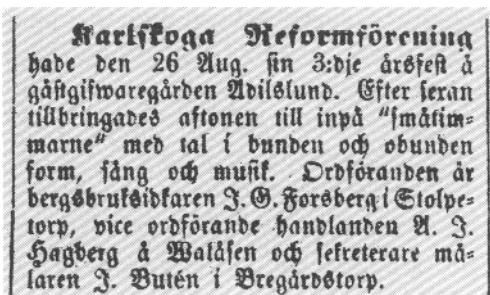 Karlskoga Reformförening
hade den 26 Aug. sin 3:dje årsfest å
gästgifwaregården Adilslund. Efter sexan
tillbringades aftonen till inpå "småtim=
marne" med tal i bunden och obunden
form, sång och musik. Ordföranden är
bergsbruksidkaren J. G. Forsberg i Stolpe=
torp, vice ordförande handlanden A. J.
Hagberg å Walåsen och sekreterare må=
laren J. Butén i Bregårdstorp.